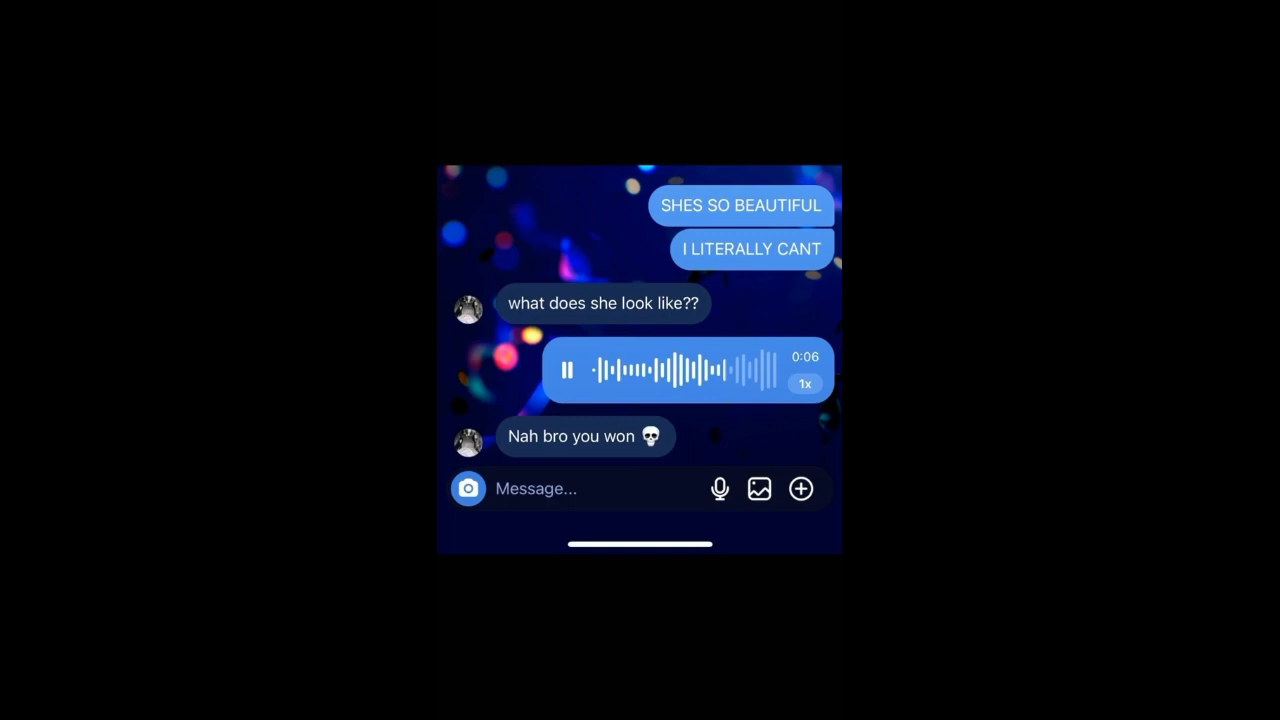 SHES SO BEAUTIFUL
I LITERALLY CANT
what does she look like??
0:06
1x
Nah bro you won 💀
Message...